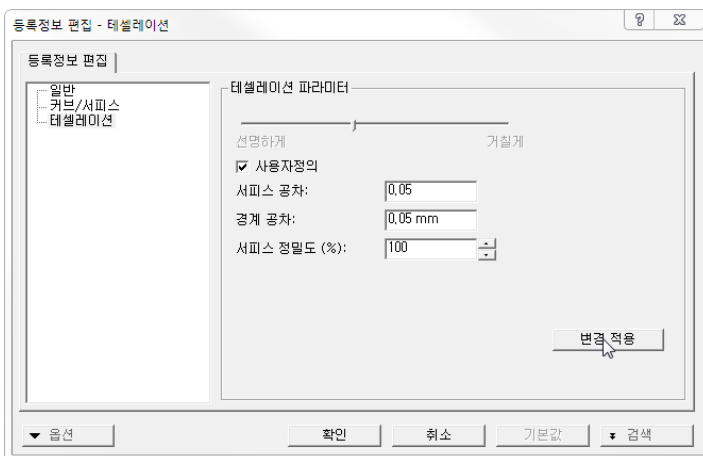 등록정보 편집 - 테셀레이션
등록정보 편집
일반
커브/서피스
테셀레이션
테셀레이션 파라미터
선명하게 거칠게
사용자정의
서피스 공차: 0,05
경계 공차: 0,05 mm
서피스 정밀도 (%): 100
변경 적용
옵션 확인 취소 기본값 검색